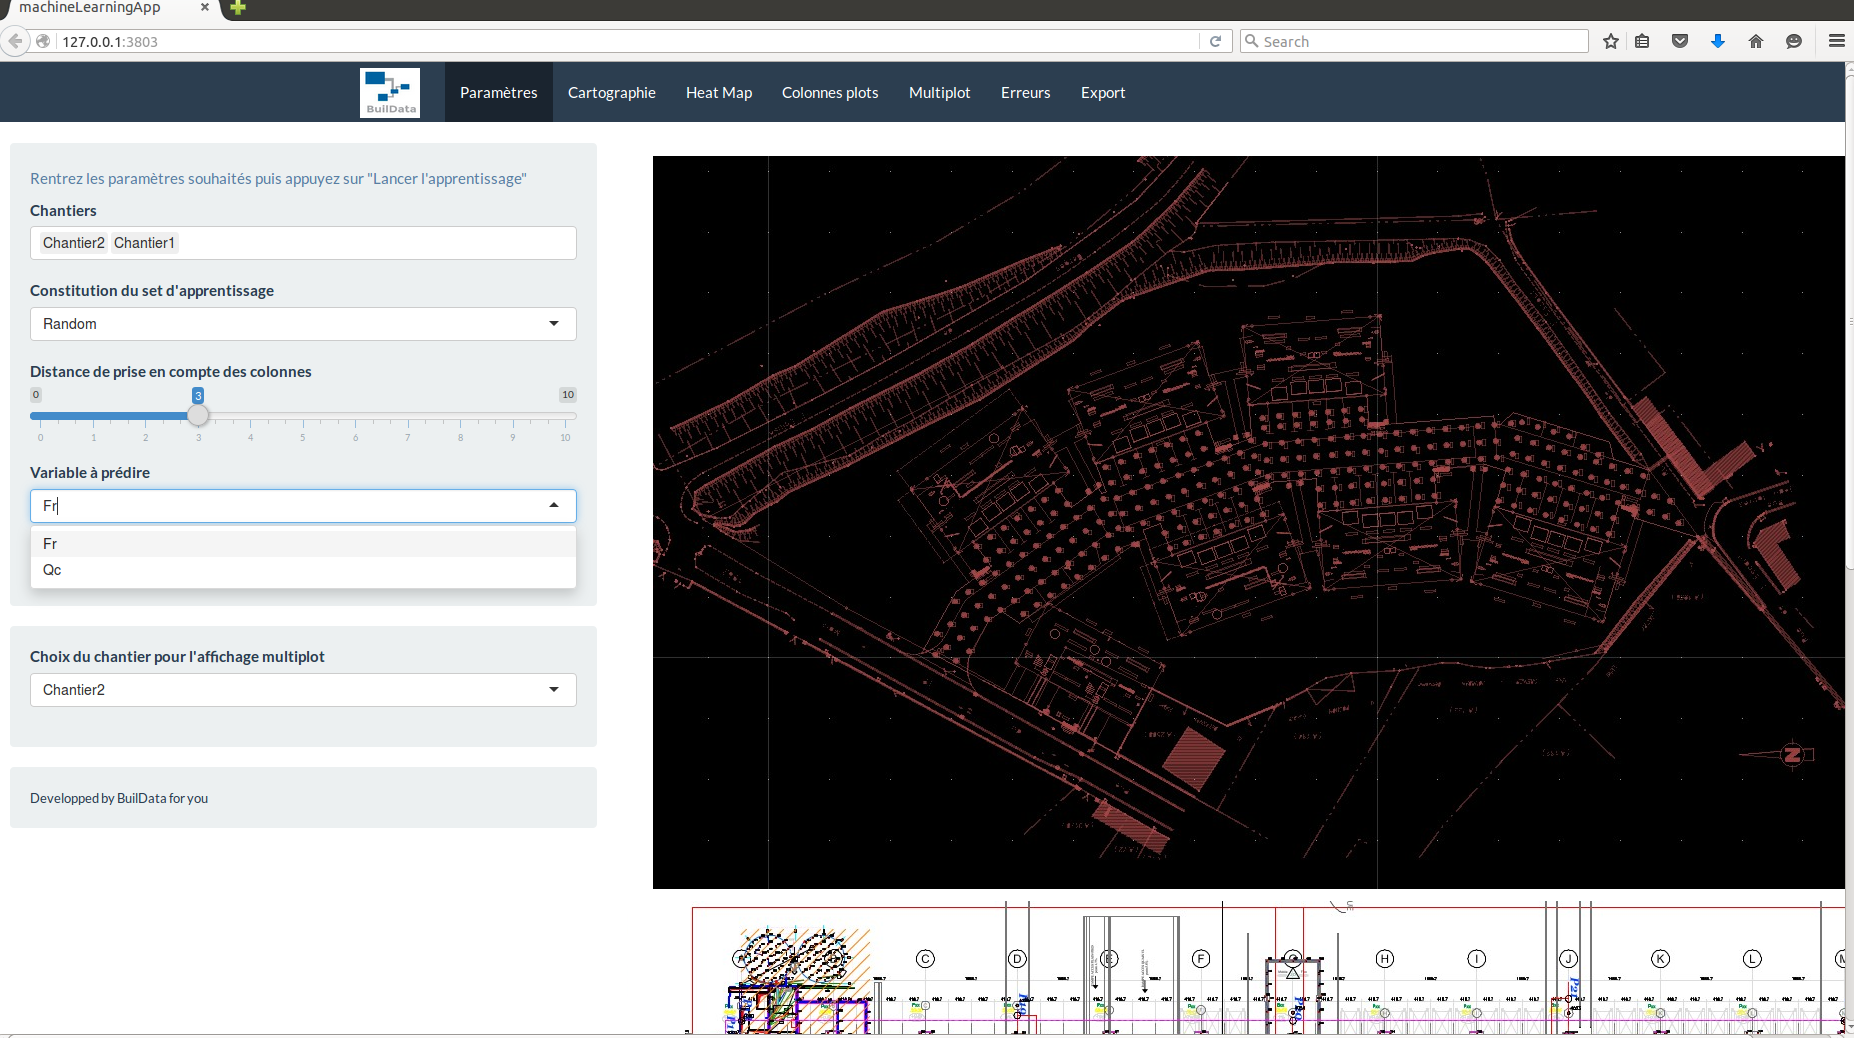 machineLearningApp
127.0.0.1:3803
Search
BuilData
Paramètres Cartographie Heat Map Colonnes plots Multiplot Erreurs Export
Rentrez les paramètres souhaités puis appuyez sur "Lancer l'apprentissage"
Chantiers
Chantier2 Chantier1
Constitution du set d'apprentissage
Random
Distance de prise en compte des colonnes
0 3 10
0 1 2 3 4 5 6 7 8 9 10
Variable à prédire
Fr
Fr
Qc
Choix du chantier pour l'affichage multiplot
Chantier2
Developped by BuilData for you
N
A C D E F G H I J K L M